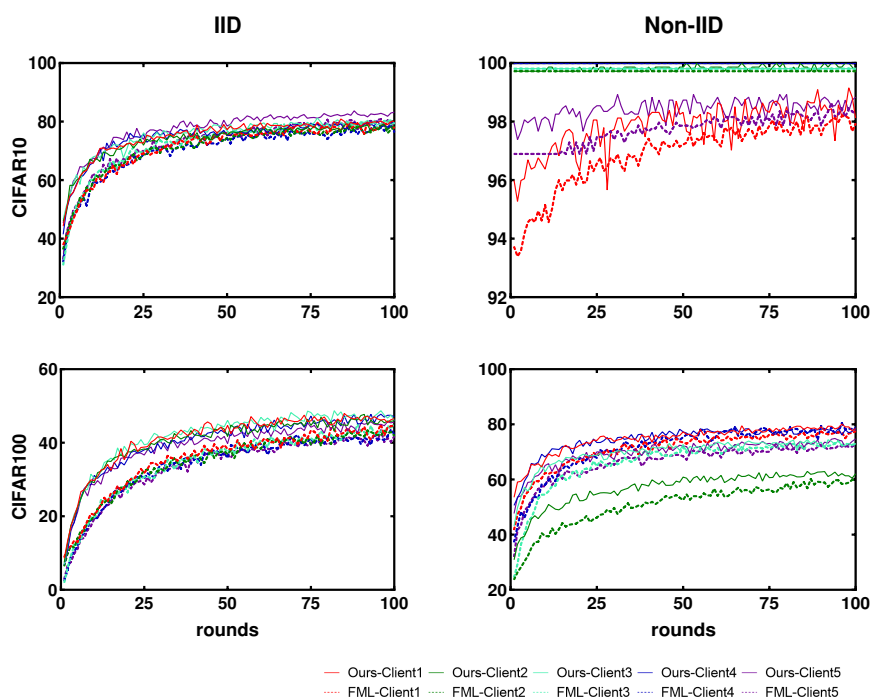 IID
Non-IID
CIFAR10
100
80
60
40
20
0 25 50 75 100
100
98
96
94
92
0 25 50 75 100
CIFAR100
60
40
20
0
0 25 50 75 100
rounds
100
80
60
40
20
0 25 50 75 100
rounds
Ours-Client1 Ours-Client2 Ours-Client3 Ours-Client4 Ours-Client5
FML-Client1 FML-Client2 FML-Client3 FML-Client4 FML-Client5